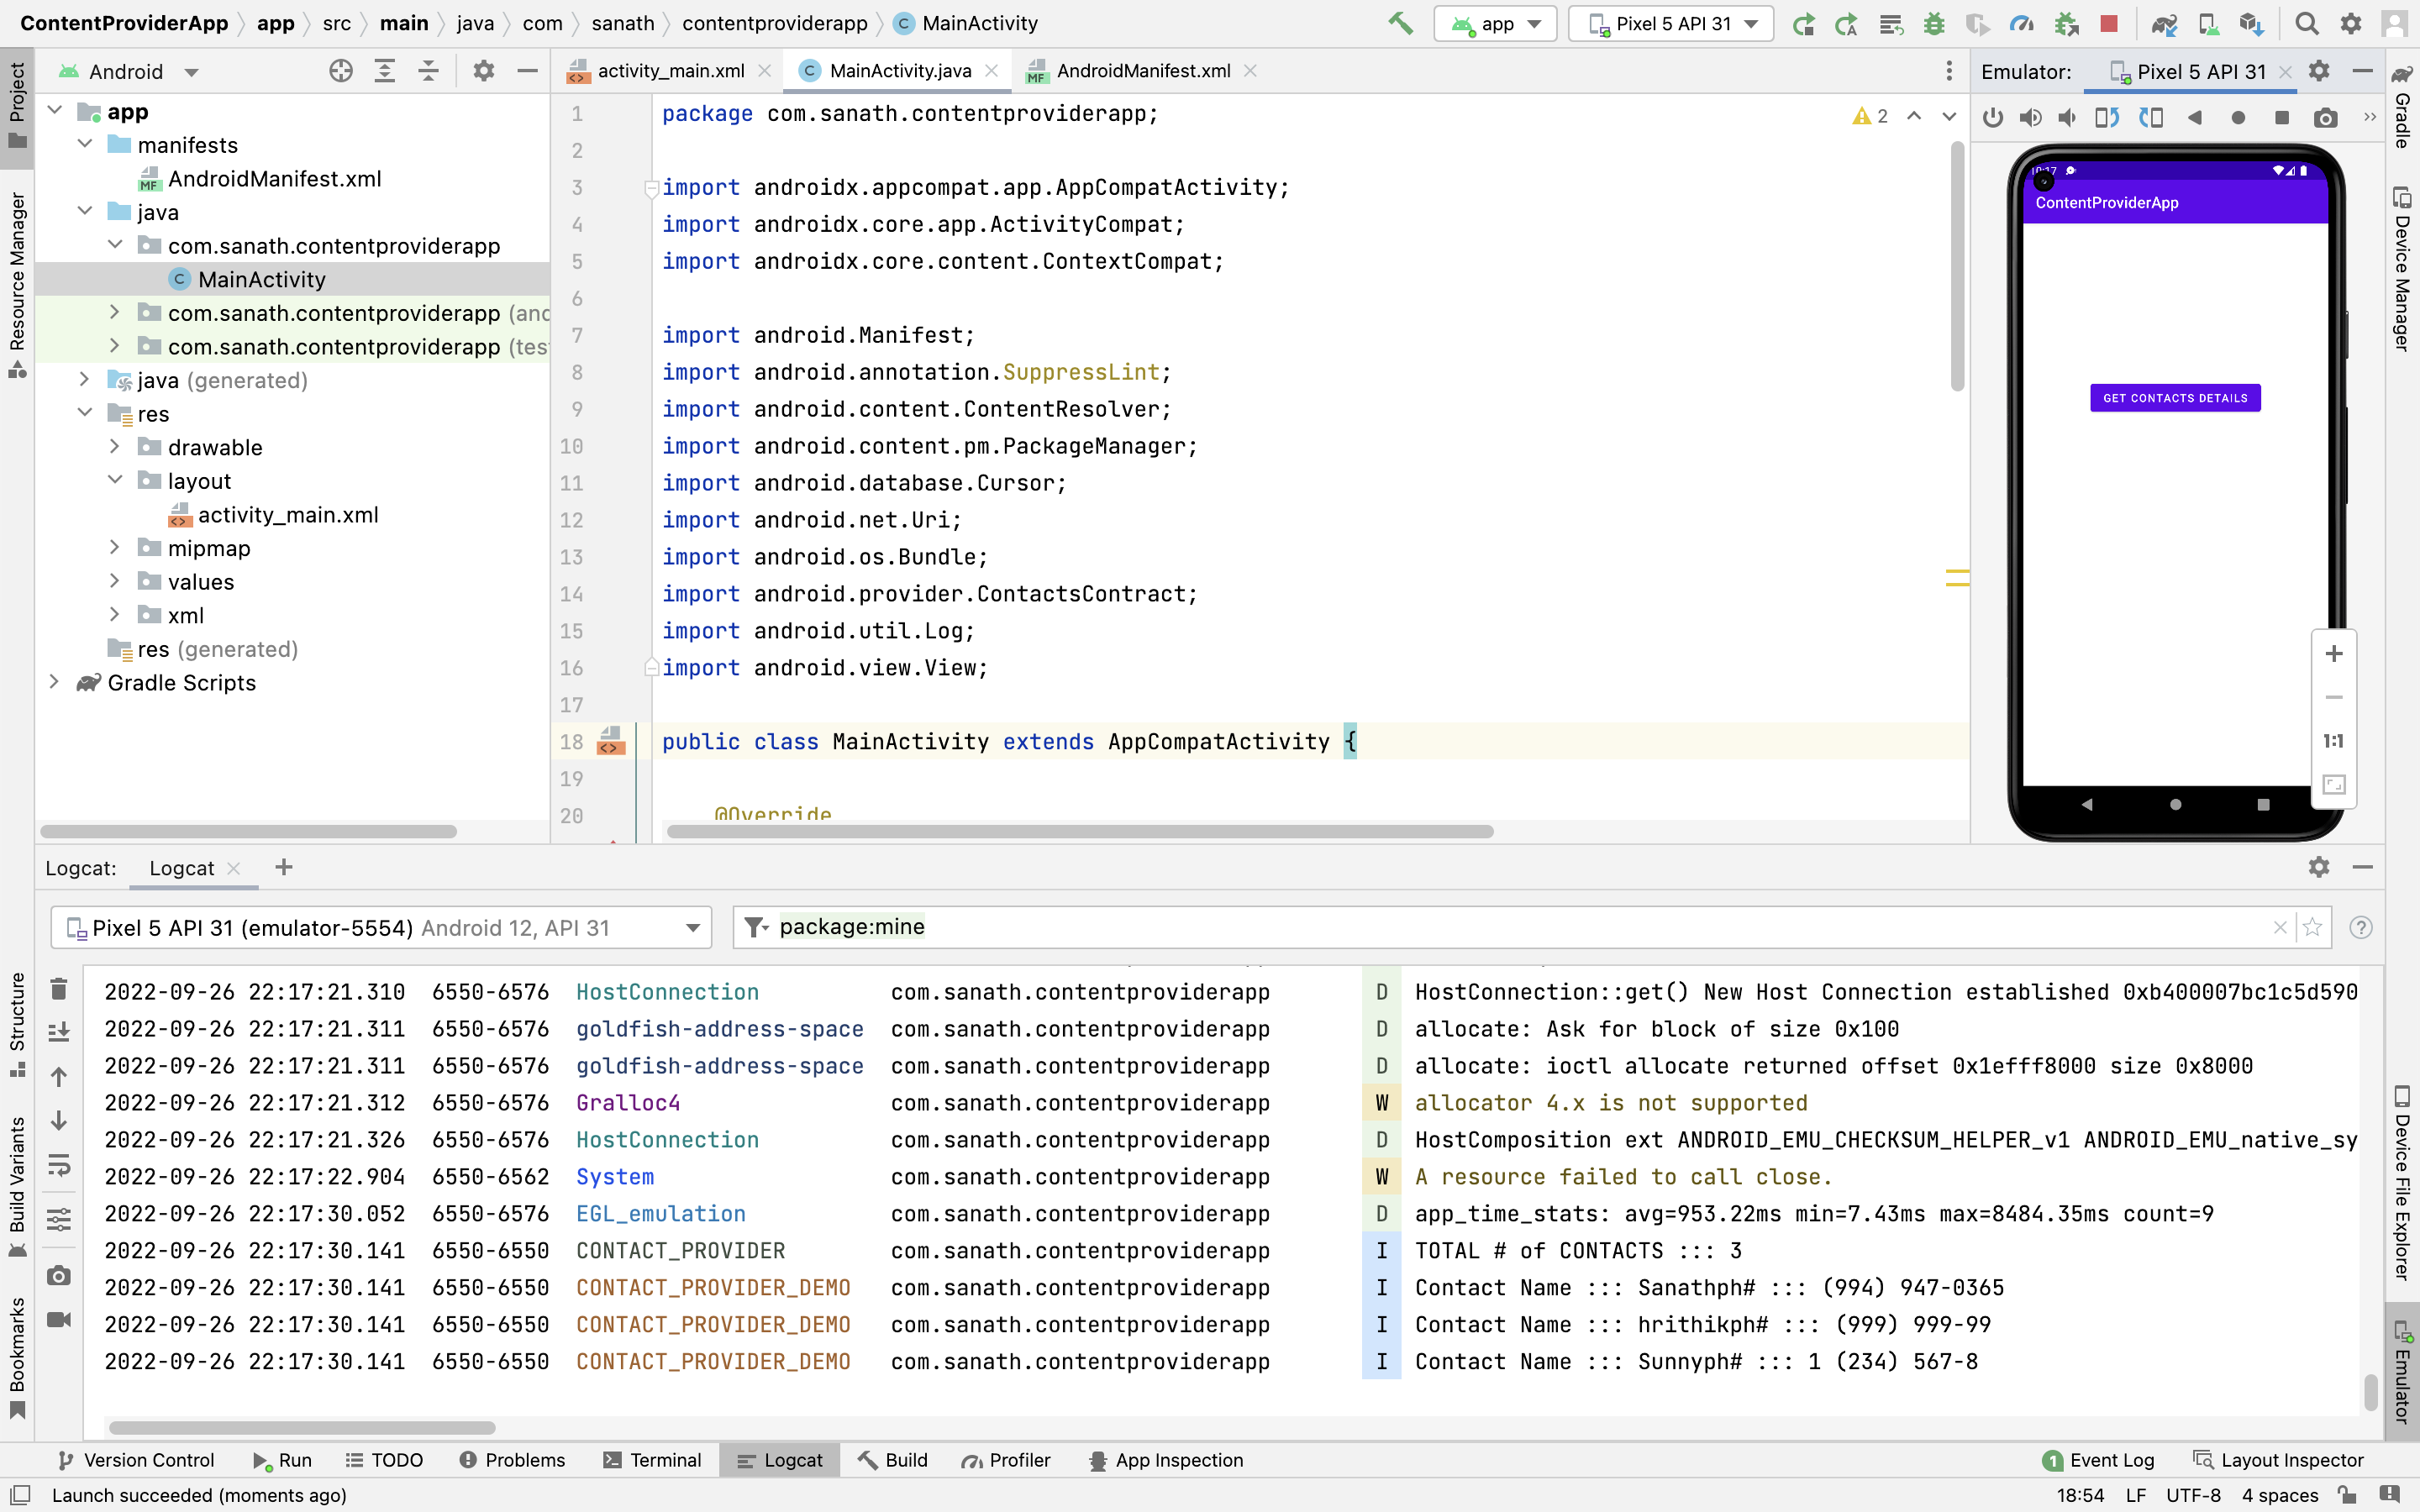 ContentProviderApp app src main java com sanath contentproviderapp MainActivity
app
Pixel 5 API 31
Android
activity_main.xml
MainActivity.java
AndroidManifest.xml
Emulator: Pixel 5 API 31
Project
Resource Manager
Structure
Build Variants
Bookmarks
app
manifests
AndroidManifest.xml
java
com.sanath.contentproviderapp
MainActivity
com.sanath.contentproviderapp (and
com.sanath.contentproviderapp (tes
java (generated)
res
drawable
layout
activity_main.xml
mipmap
values
xml
res (generated)
Gradle Scripts
2
1 package com.sanath.contentproviderapp;
2
3 import androidx.appcompat.app.AppCompatActivity;
4 import androidx.core.app.ActivityCompat;
5 import androidx.core.content.ContextCompat;
6
7 import android.Manifest;
8 import android.annotation.SuppressLint;
9 import android.content.ContentResolver;
10 import android.content.pm.PackageManager;
11 import android.database.Cursor;
12 import android.net.Uri;
13 import android.os.Bundle;
14 import android.provider.ContactsContract;
15 import android.util.Log;
16 import android.view.View;
17
18 public class MainActivity extends AppCompatActivity {
19
20 @Override
ContentProviderApp
GET CONTACTS DETAILS
1:1
Gradle
Device Manager
Device File Explorer
Emulator
Logcat: Logcat
Pixel 5 API 31 (emulator-5554) Android 12, API 31
package:mine
2022-09-26 22:17:21.310 6550-6576 HostConnection com.sanath.contentproviderapp D HostConnection::get() New Host Connection established 0xb400007bc1c5d590
2022-09-26 22:17:21.311 6550-6576 goldfish-address-space com.sanath.contentproviderapp D allocate: Ask for block of size 0x100
2022-09-26 22:17:21.311 6550-6576 goldfish-address-space com.sanath.contentproviderapp D allocate: ioctl allocate returned offset 0x1efff8000 size 0x8000
2022-09-26 22:17:21.312 6550-6576 Gralloc4 com.sanath.contentproviderapp W allocator 4.x is not supported
2022-09-26 22:17:21.326 6550-6576 HostConnection com.sanath.contentproviderapp D HostComposition ext ANDROID_EMU_CHECKSUM_HELPER_v1 ANDROID_EMU_native_sy
2022-09-26 22:17:22.904 6550-6562 System com.sanath.contentproviderapp W A resource failed to call close.
2022-09-26 22:17:30.052 6550-6576 EGL_emulation com.sanath.contentproviderapp D app_time_stats: avg=953.22ms min=7.43ms max=8484.35ms count=9
2022-09-26 22:17:30.141 6550-6550 CONTACT_PROVIDER com.sanath.contentproviderapp I TOTAL # of CONTACTS ::: 3
2022-09-26 22:17:30.141 6550-6550 CONTACT_PROVIDER_DEMO com.sanath.contentproviderapp I Contact Name ::: Sanathph# ::: (994) 947-0365
2022-09-26 22:17:30.141 6550-6550 CONTACT_PROVIDER_DEMO com.sanath.contentproviderapp I Contact Name ::: hrithikph# ::: (999) 999-99
2022-09-26 22:17:30.141 6550-6550 CONTACT_PROVIDER_DEMO com.sanath.contentproviderapp I Contact Name ::: Sunnyph# ::: 1 (234) 567-8
Version Control Run TODO Problems Terminal Logcat Build Profiler App Inspection 1 Event Log Layout Inspector
Launch succeeded (moments ago) 18:54 LF UTF-8 4 spaces